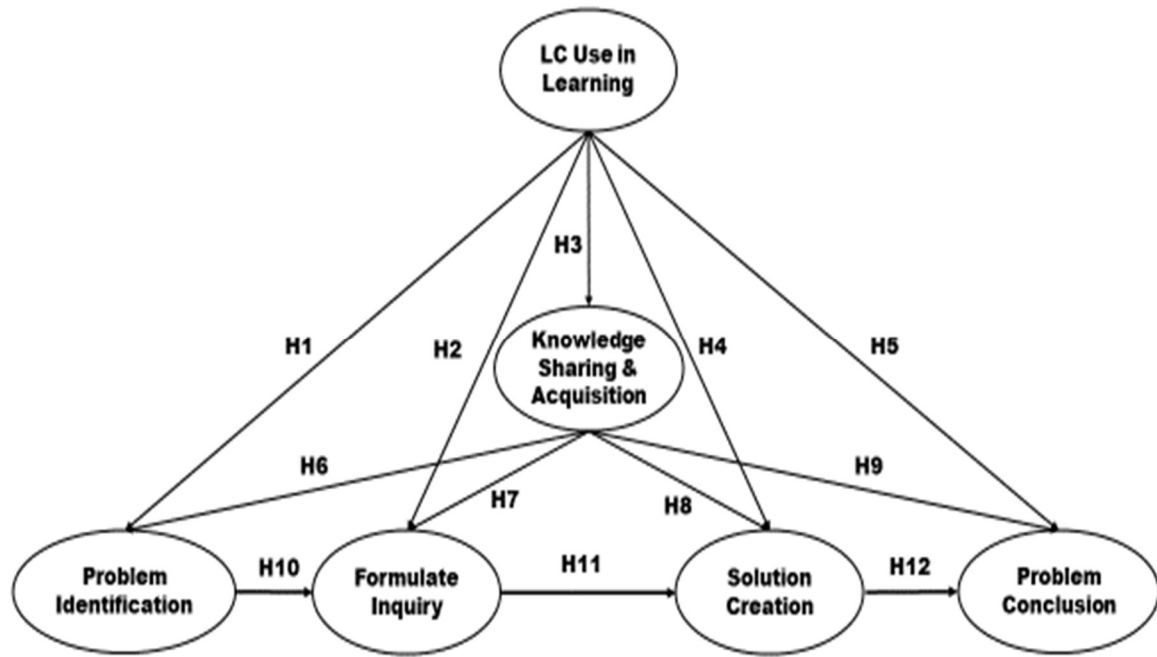 LC Use in
Learning
H3
H1
H2
Knowledge
Sharing &
Acquisition
H4
H5
H6
H7
H8
H9
Problem
Identification
H10
Formulate
Inquiry
H11
Solution
Creation
H12
Problem
Conclusion